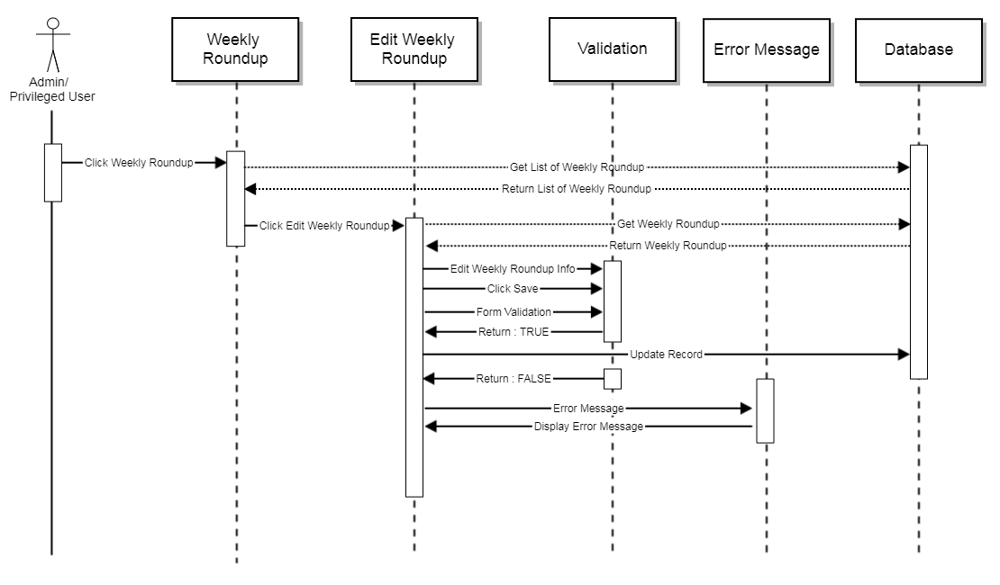 Admin/
Privileged User
Weekly
Roundup
Edit Weekly
Roundup
Validation
Error Message
Database
Click Weekly Roundup
Get List of Weekly Roundup
Return List of Weekly Roundup
Click Edit Weekly Roundup
Get Weekly Roundup
Return Weekly Roundup
Edit Weekly Roundup Info
Click Save
Form Validation
Return : TRUE
Update Record
Return : FALSE
Error Message
Display Error Message